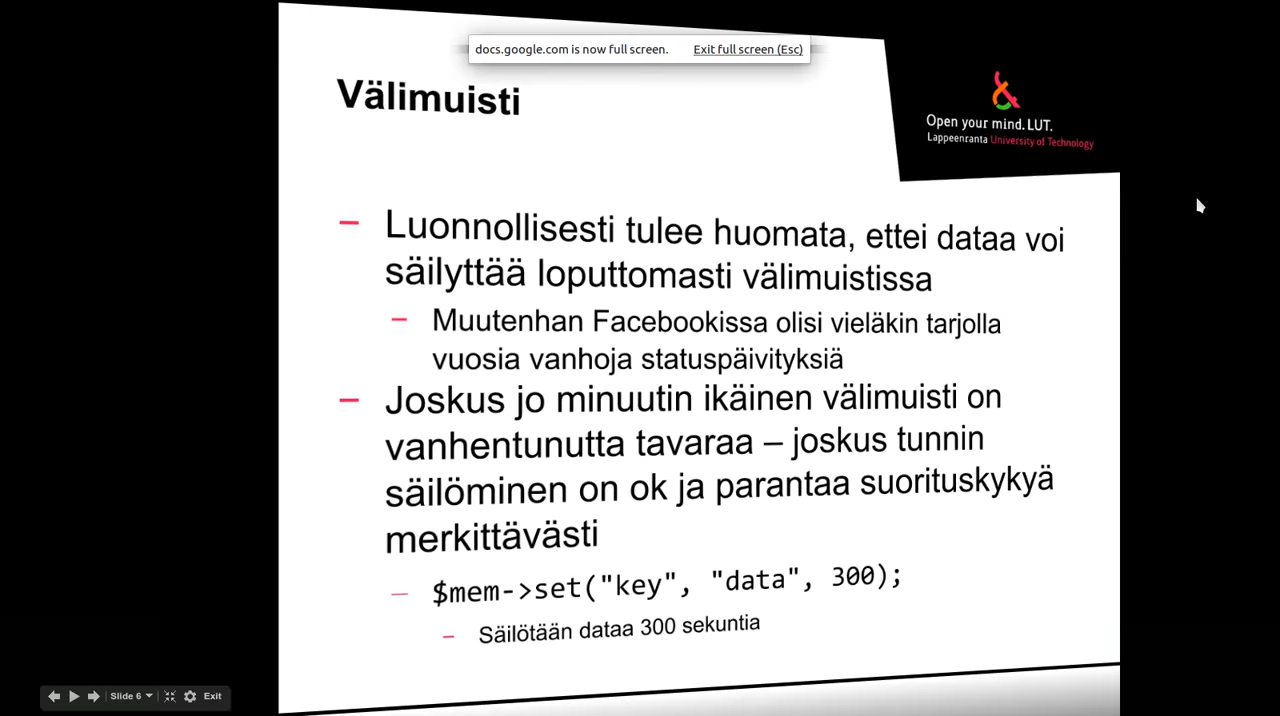 docs.google.com is now full screen. Exit full screen (Esc)
Välimuisti
Open your mind. LUT.
Lappeenranta University of Technology
– Luonnollisesti tulee huomata, ettei dataa voi
säilyttää loputtomasti välimuistissa
– Muutenhan Facebookissa olisi vieläkin tarjolla
vuosia vanhoja statuspäivityksiä
– Joskus jo minuutin ikäinen välimuisti on
vanhentunutta tavaraa – joskus tunnin
säilöminen on ok ja parantaa suorituskykyä
merkittävästi
– $mem->set("key", "data", 300);
– Säilötään dataa 300 sekuntia
Slide 6 Exit